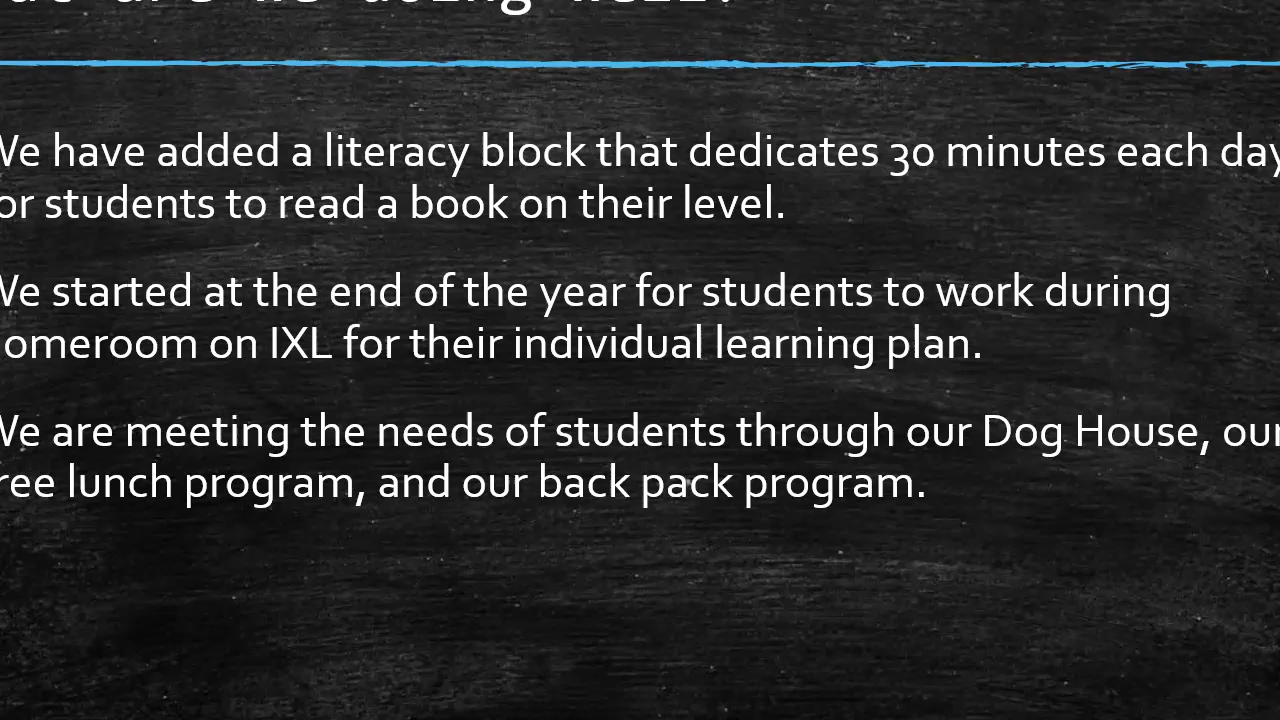 We have added a literacy block that dedicates 30 minutes each day
or students to read a book on their level.
We started at the end of the year for students to work during
omeroom on IXL for their individual learning plan.
We are meeting the needs of students through our Dog House, our
ree lunch program, and our back pack program.